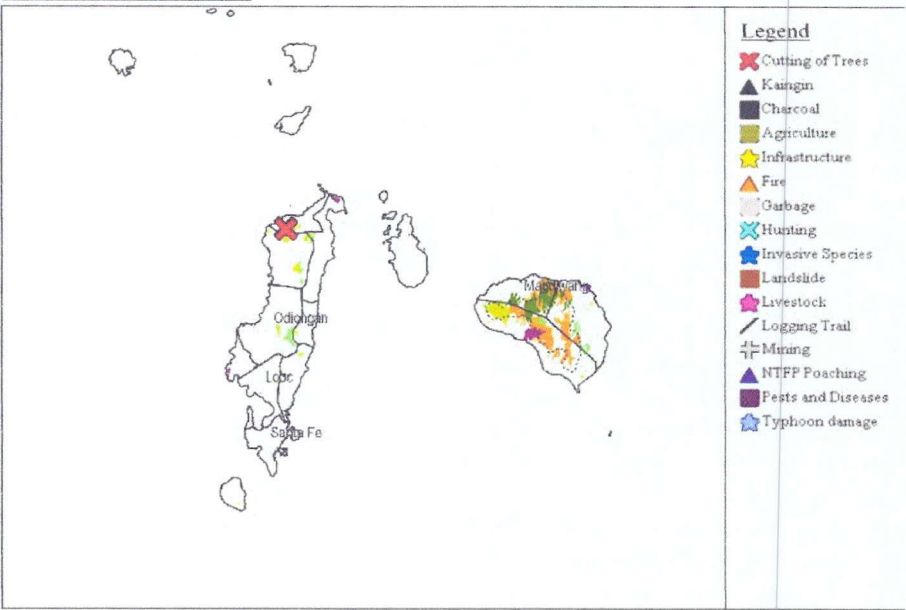 Legend
Cutting of Trees
Kaingin
Charcoal
Agriculture
Infrastructure
Fire
Garbage
Hunting
Invasive Species
Landslide
Livestock
Logging Trail
Mining
NTFP Poaching
Pests and Diseases
Typhoon damage
Odiongan
Looc
Santa Fe